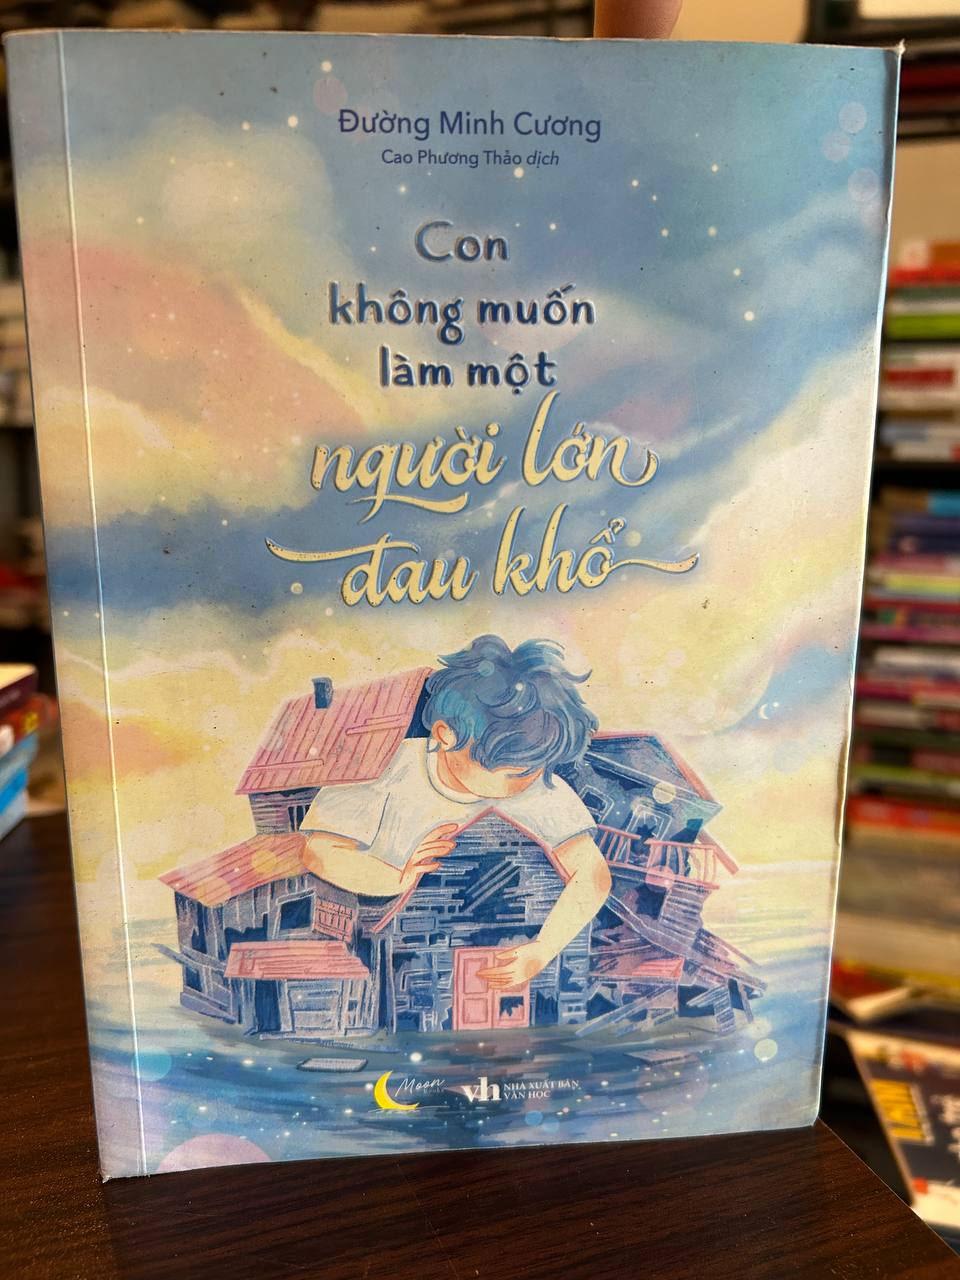 Đường Minh Cương
Cao Phương Thảo dịch
Con
không muốn
làm một
người lớn
đau khổ
Moon
books
vh NHÀ XUẤT BẢN
VĂN HỌC